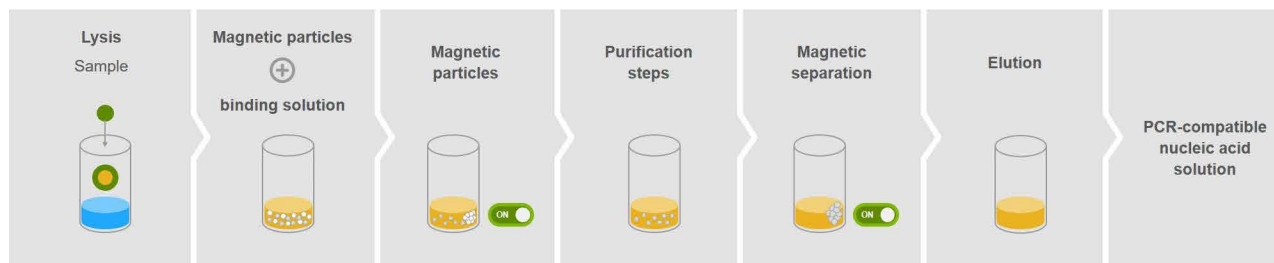 Lysis
Sample
Magnetic particles
binding solution
Magnetic
particles
ON
Purification
steps
Magnetic
separation
ON
Elution
PCR-compatible
nucleic acid
solution